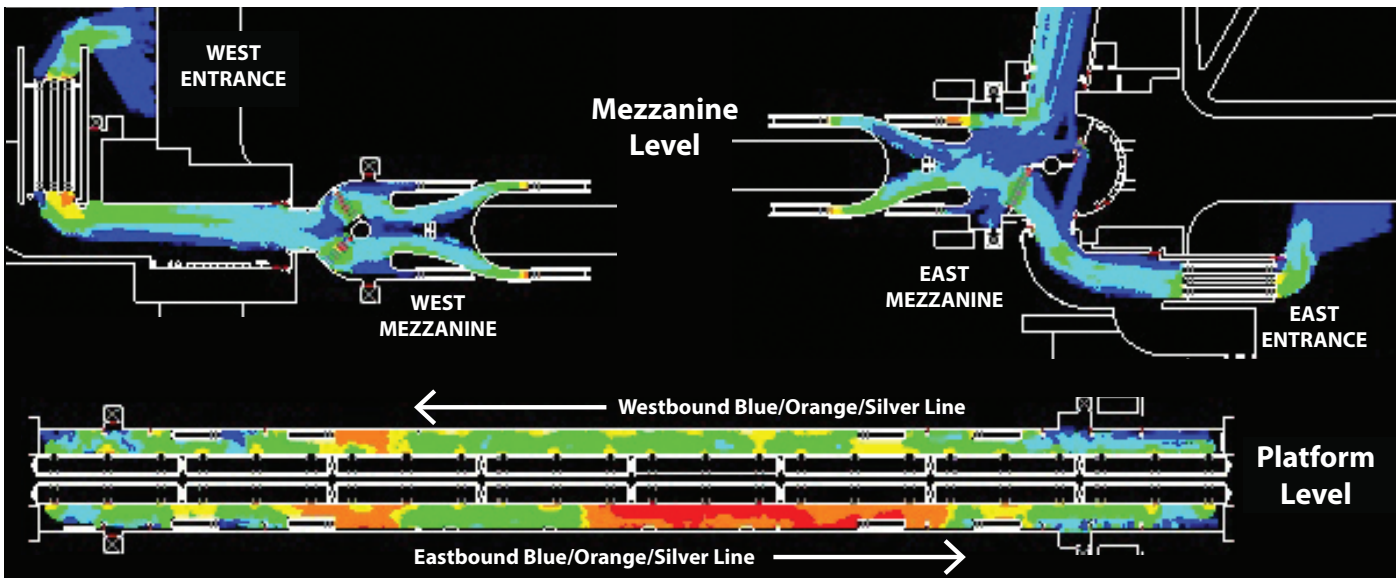 WEST
ENTRANCE
Mezzanine
Level
WEST
MEZZANINE
EAST
MEZZANINE
EAST
ENTRANCE
Westbound Blue/Orange/Silver Line
Platform
Level
Eastbound Blue/Orange/Silver Line